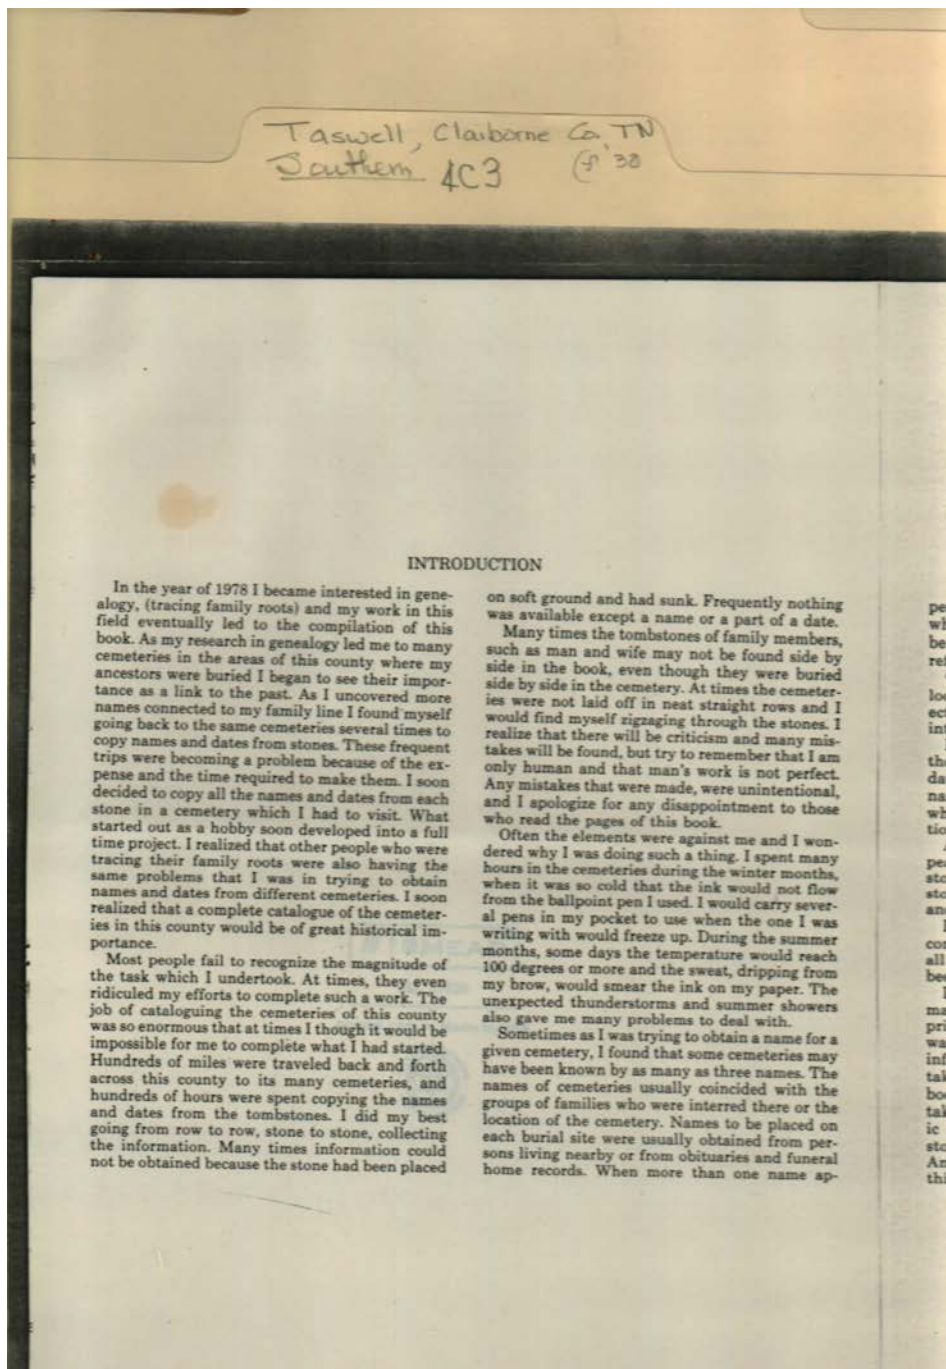 Taswell, Claiborne Co. TN
Southern 4C3
INTRODUCTION
In the year of 1978 I became interested in gene-
alogy, (tracing family roots) and my work in this
field eventually led to the compilation of this
book. As my research in genealogy led me to many
cemeteries in the areas of this county where my
ancestors were buried I began to see their impor-
tance as a link to the past. As I uncovered more
names connected to my family line I found myself
going back to the same cemeteries several times to
copy names and dates from stones. These frequent
trips were becoming a problem because of the ex-
pense and the time required to make them. I soon
decided to copy all the names and dates from each
stone in a cemetery which I had to visit. What
started out as a hobby soon developed into a full
time project. I realized that other people who were
tracing their family roots were also having the
same problems that I was in trying to obtain
names and dates from different cemeteries. I soon
realized that a complete catalogue of the cemeter-
ies in this county would be of great historical im-
portance.
Most people fail to recognize the magnitude of
the task which I undertook. At times, they even
ridiculed my efforts to complete such a work. The
job of cataloguing the cemeteries of this county
was so enormous that at times I though it would be
impossible for me to complete what I had started.
Hundreds of miles were traveled back and forth
across this county to its many cemeteries, and
hundreds of hours were spent copying the names
and dates from the tombstones. I did my best
going from row to row, stone to stone, collecting
the information. Many times information could
not be obtained because the stone had been placed
on soft ground and had sunk. Frequently nothing
was available except a name or a part of a date.
Many times the tombstones of family members,
such as man and wife may not be found side by
side in the book, even though they were buried
side by side in the cemetery. At times the cemeter-
ies were not laid off in neat straight rows and I
would find myself zigzaging through the stones. I
realize that there will be criticism and many mis-
takes will be found, but try to remember that I am
only human and that man's work is not perfect.
Any mistakes that were made, were unintentional,
and I apologize for any disappointment to those
who read the pages of this book.
Often the elements were against me and I won-
dered why I was doing such a thing. I spent many
hours in the cemeteries during the winter months,
when it was so cold that the ink would not flow
from the ballpoint pen I used. I would carry sever-
al pens in my pocket to use when the one I was
writing with would freeze up. During the summer
months, some days the temperature would reach
100 degrees or more and the sweat, dripping from
my brow, would smear the ink on my paper. The
unexpected thunderstorms and summer showers
also gave me many problems to deal with.
Sometimes as I was trying to obtain a name for a
given cemetery, I found that some cemeteries may
have been known by as many as three names. The
names of cemeteries usually coincided with the
groups of families who were interred there or the
location of the cemetery. Names to be placed on
each burial site were usually obtained from per-
sons living nearby or from obituaries and funeral
home records. When more than one name ap-